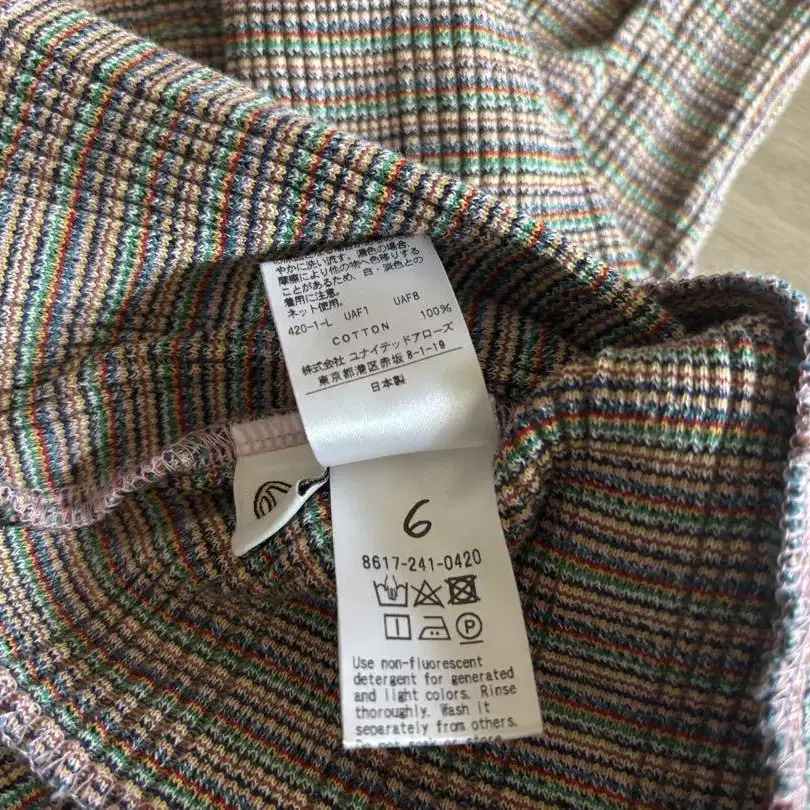 やかに洗い流す。濃色の場合、
摩擦により他の物へ色移りする
ことがあるため、白・淡色との
着用に注意。
ネット使用。
420-1-L UAF1 UAF8
COTTON 100%
株式会社 ユナイテッドアローズ
東京都港区赤坂 8-1-19
日本製
6
8617-241-0420
Use non-fluorescent
detergent for generated
and light colors. Rinse
thoroughly. Wash it
separately from others.
Do not soak or store